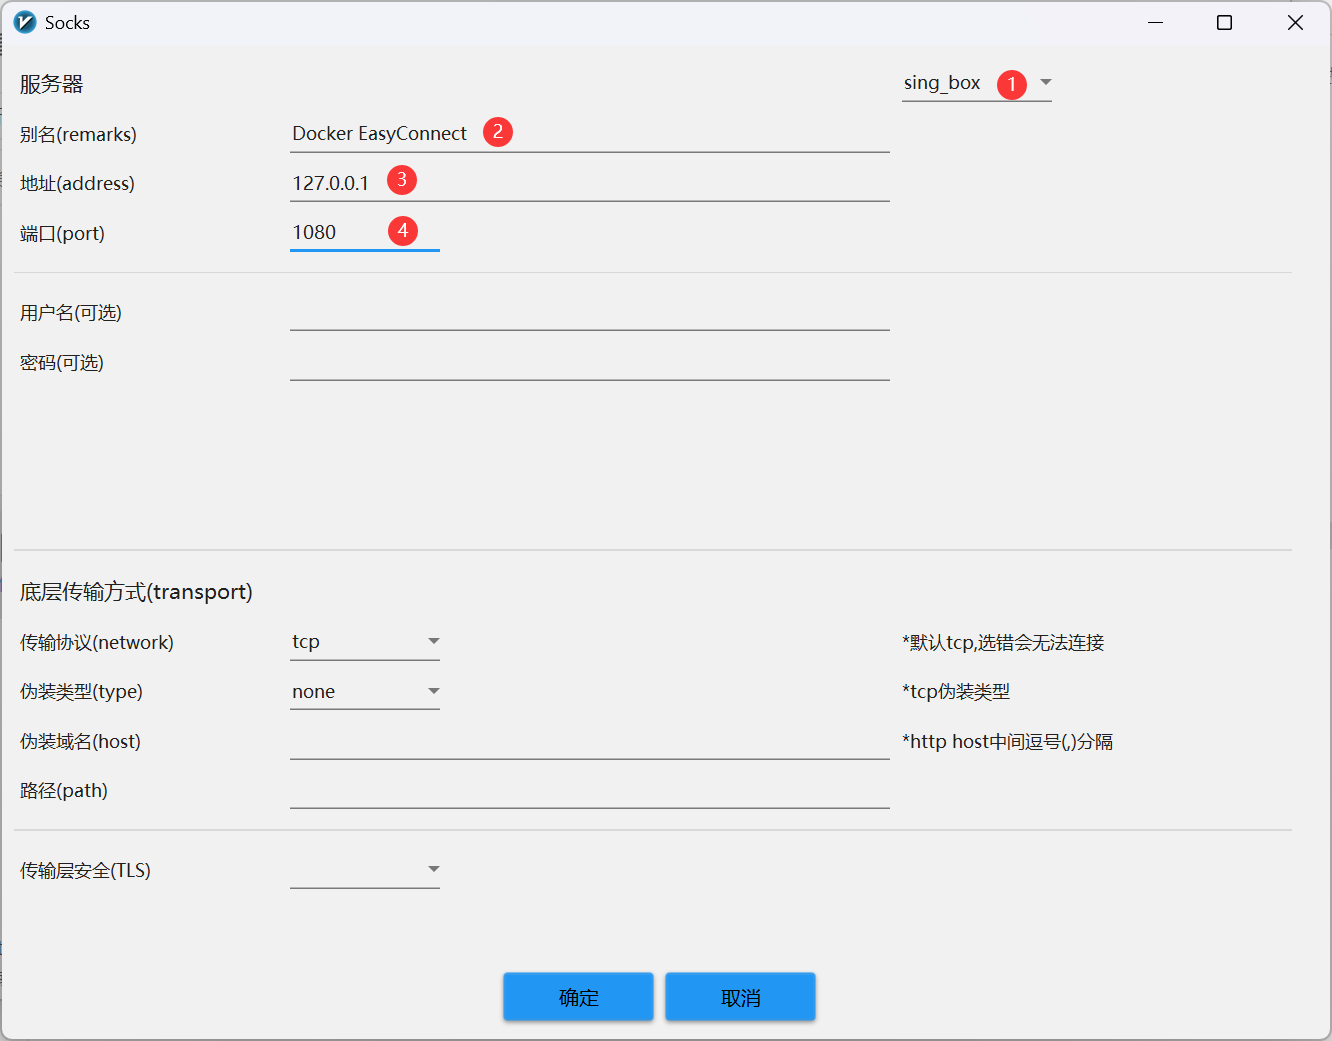 Socks
服务器
sing_box 1
别名(remarks)
Docker EasyConnect 2
地址(address)
127.0.0.1 3
端口(port)
1080 4
用户名(可选)
密码(可选)
底层传输方式(transport)
传输协议(network)
tcp
*默认tcp,选错会无法连接
伪装类型(type)
none
*tcp伪装类型
伪装域名(host)
*http host中间逗号(,)分隔
路径(path)
传输层安全(TLS)
确定
取消